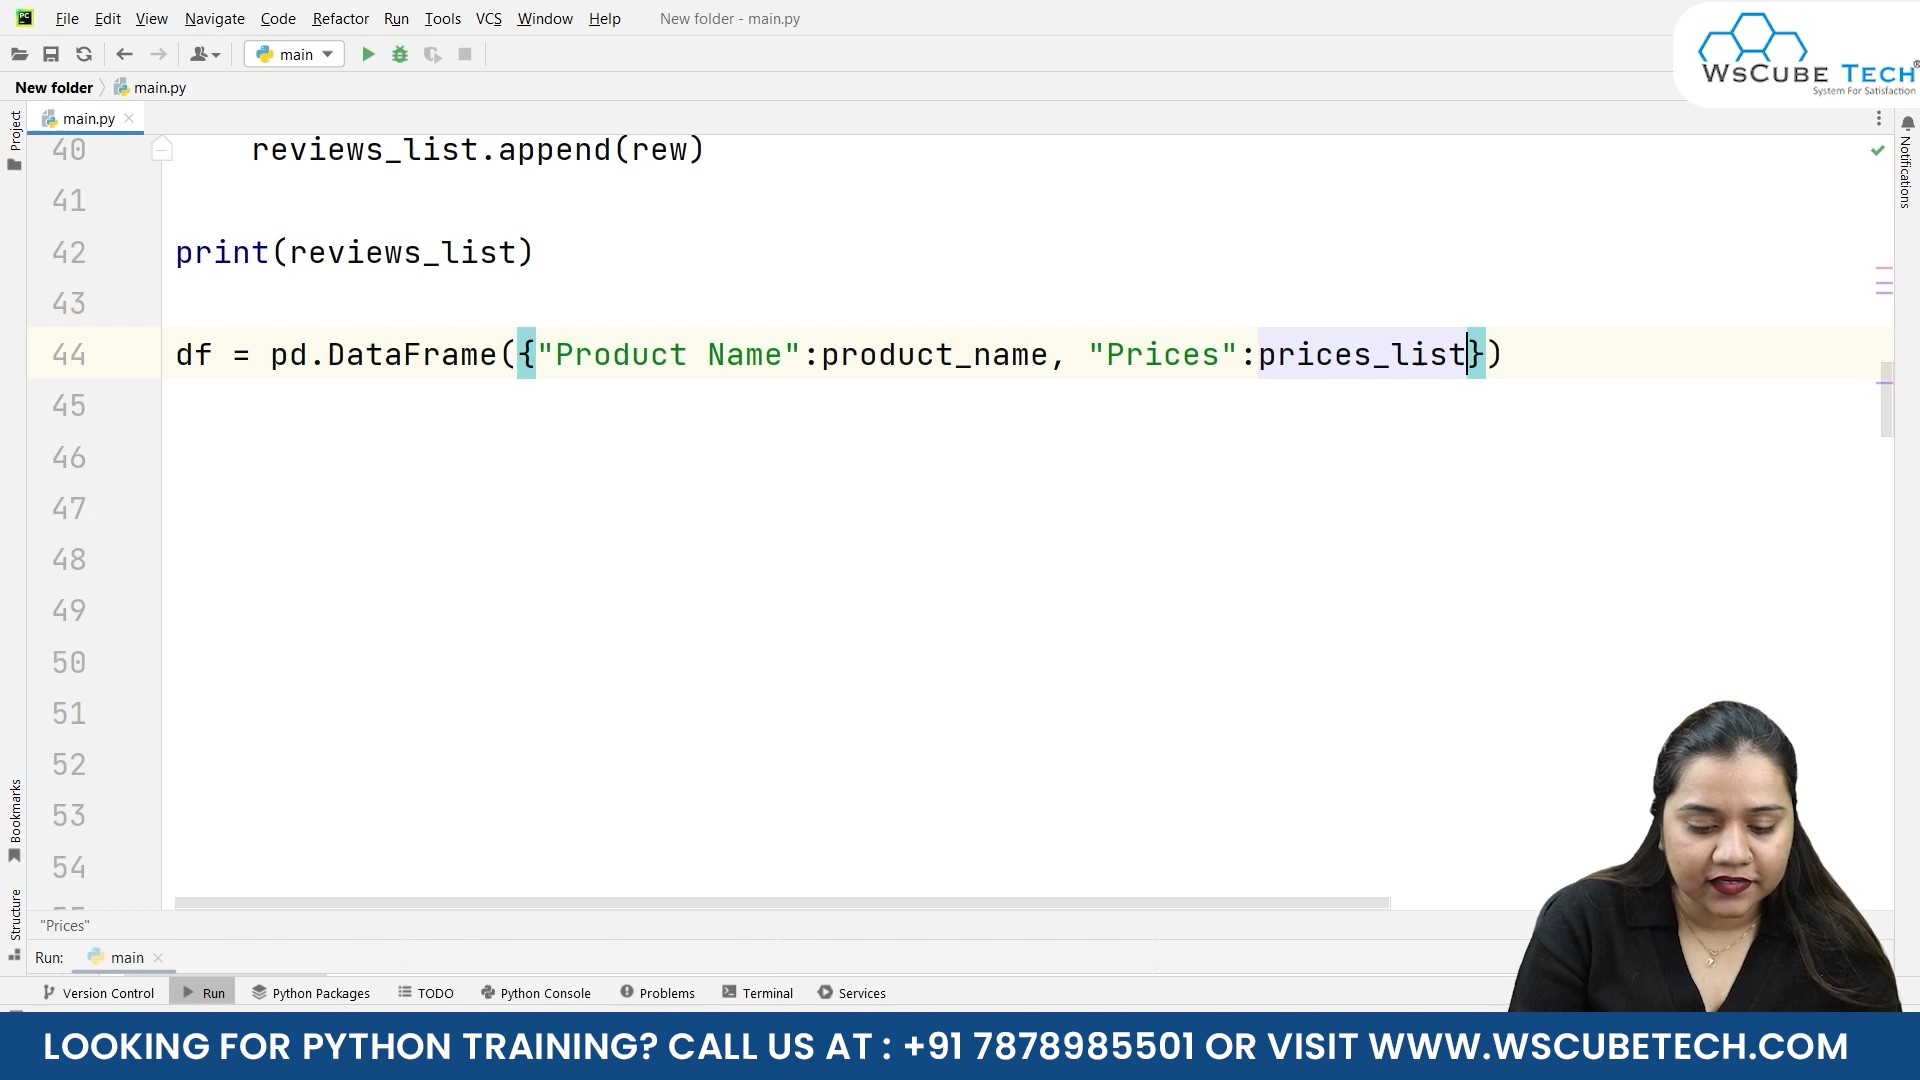 File Edit View Navigate Code Refactor Run Tools VCS Window Help New folder - main.py
main
WsCube Tech®
System For Satisfaction
New folder main.py
main.py
Project
Notifications
40 reviews_list.append(rew)
41
42 print(reviews_list)
43
44 df = pd.DataFrame({"Product Name":product_name, "Prices":prices_list})
45
46
47
48
49
50
51
52
53
54
Bookmarks
Structure
"Prices"
Run: main
Version Control Run Python Packages TODO Python Console Problems Terminal Services
LOOKING FOR PYTHON TRAINING? CALL US AT : +91 7878985501 OR VISIT WWW.WSCUBETECH.COM